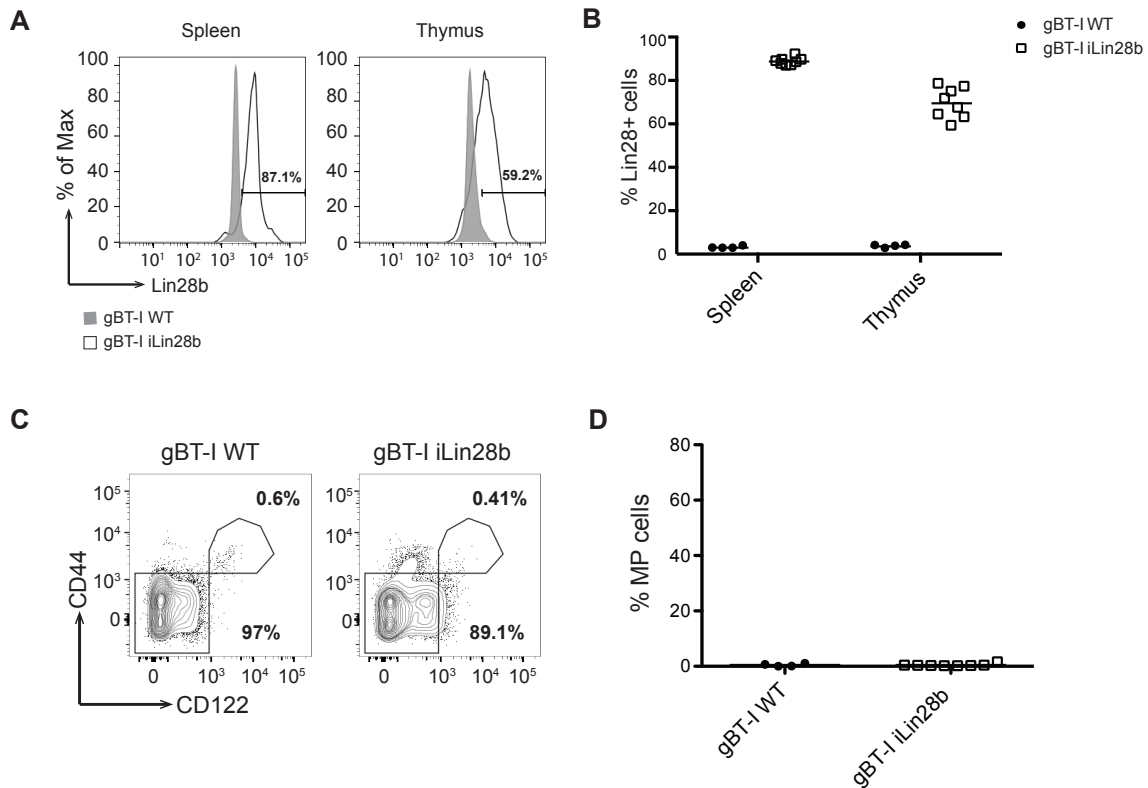 A
Spleen
Thymus
% of Max
100
80
60
40
20
0
87.1%
10¹ 10² 10³ 10⁴ 10⁵
100
80
60
40
20
0
59.2%
10¹ 10² 10³ 10⁴ 10⁵
Lin28b
gBT-I WT
gBT-I iLin28b
B
gBT-I WT
gBT-I iLin28b
% Lin28+ cells
100
80
60
40
20
0
Spleen
Thymus
C
gBT-I WT
gBT-I iLin28b
CD44
10⁵
10⁴
10³
0
0.6%
97%
0 10³ 10⁴ 10⁵
10⁵
10⁴
10³
0
0.41%
89.1%
0 10³ 10⁴ 10⁵
CD122
D
% MP cells
80
60
40
20
0
gBT-I WT
gBT-I iLin28b